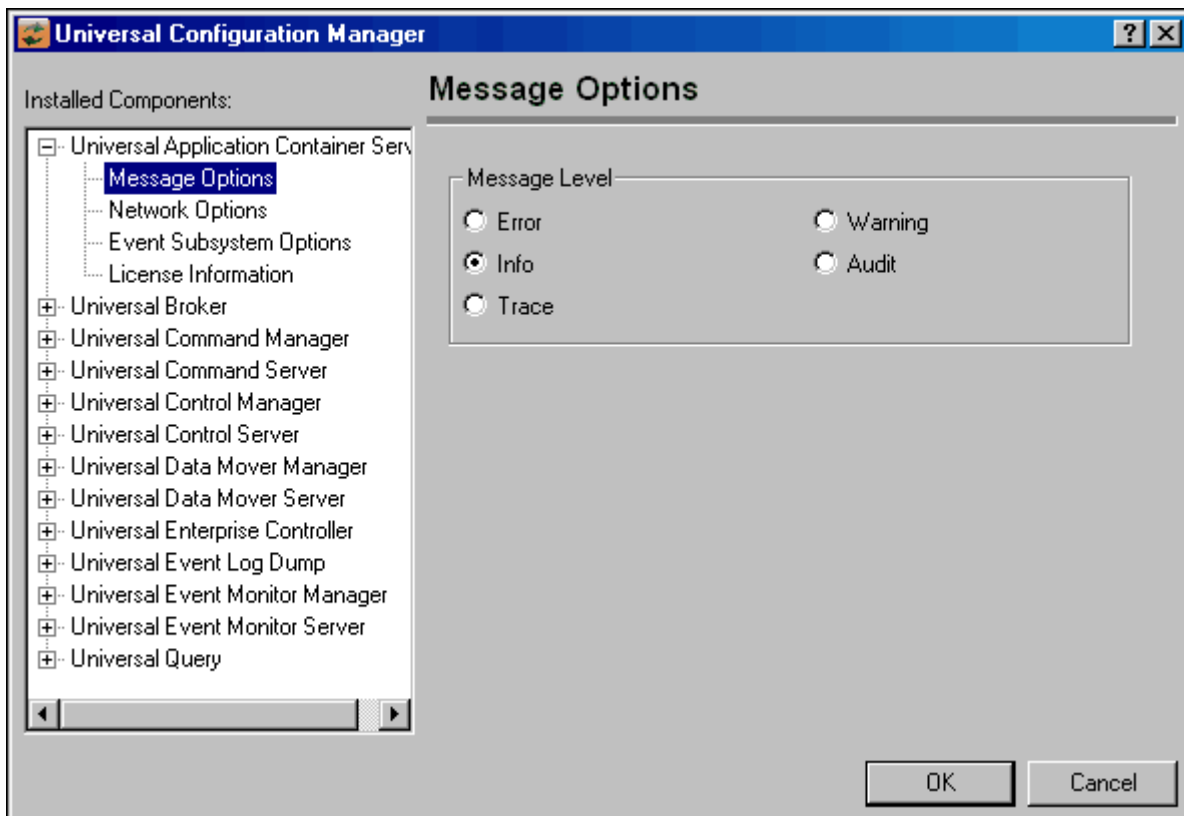 Universal Configuration Manager
Installed Components:
Universal Application Container Serv
Message Options
Network Options
Event Subsystem Options
License Information
Universal Broker
Universal Command Manager
Universal Command Server
Universal Control Manager
Universal Control Server
Universal Data Mover Manager
Universal Data Mover Server
Universal Enterprise Controller
Universal Event Log Dump
Universal Event Monitor Manager
Universal Event Monitor Server
Universal Query
Message Options
Message Level
Error
Warning
Info
Audit
Trace
OK
Cancel